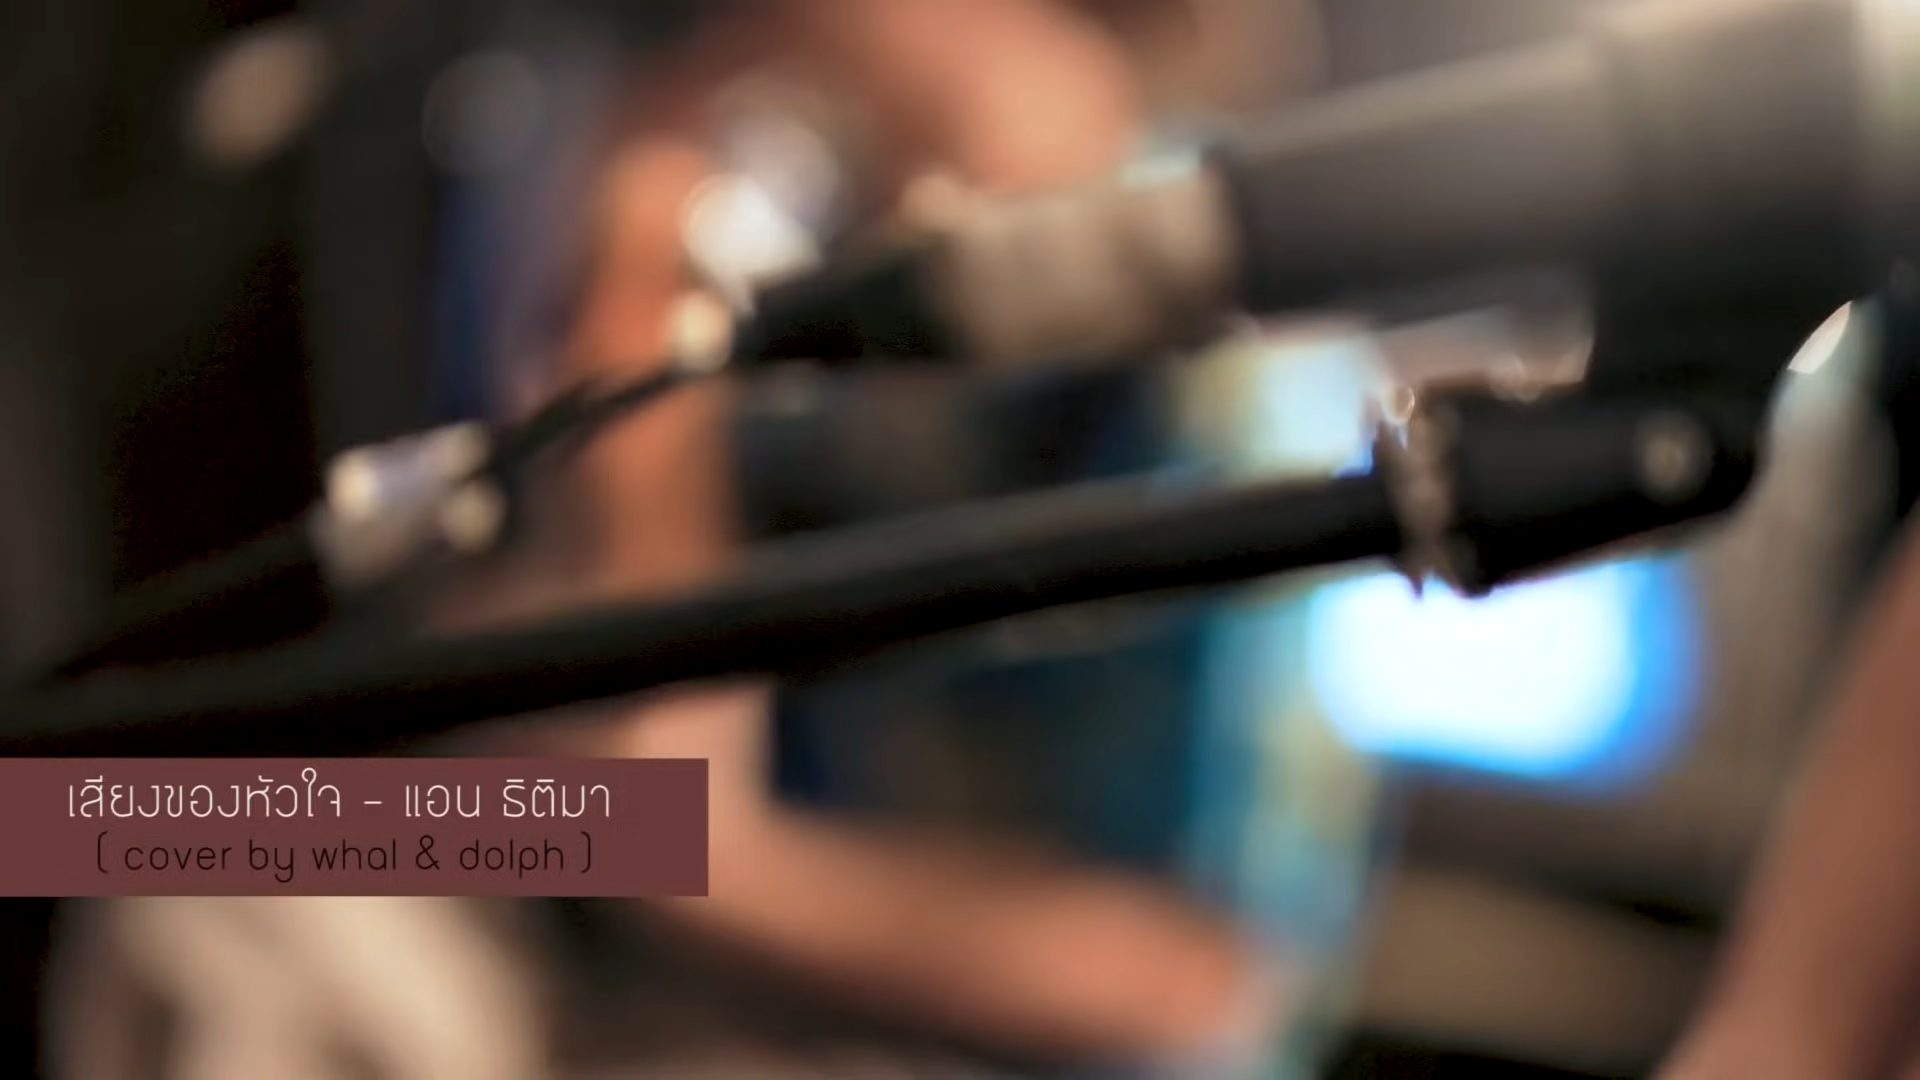 เสียงของหัวใจ - แอน ธิติมา
( cover by whal & dolph )